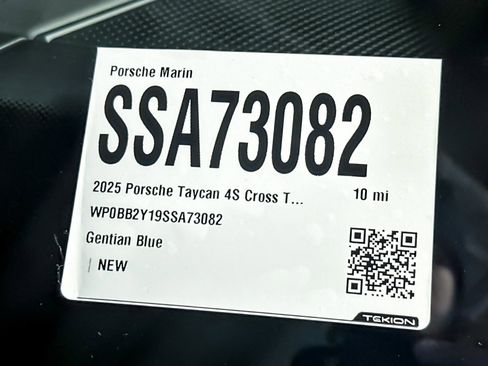 Porsche Marin
SSA73082
2025 Porsche Taycan 4S Cross T... 10 mi
WP0BB2Y19SSA73082
Gentian Blue
| NEW
TEKION